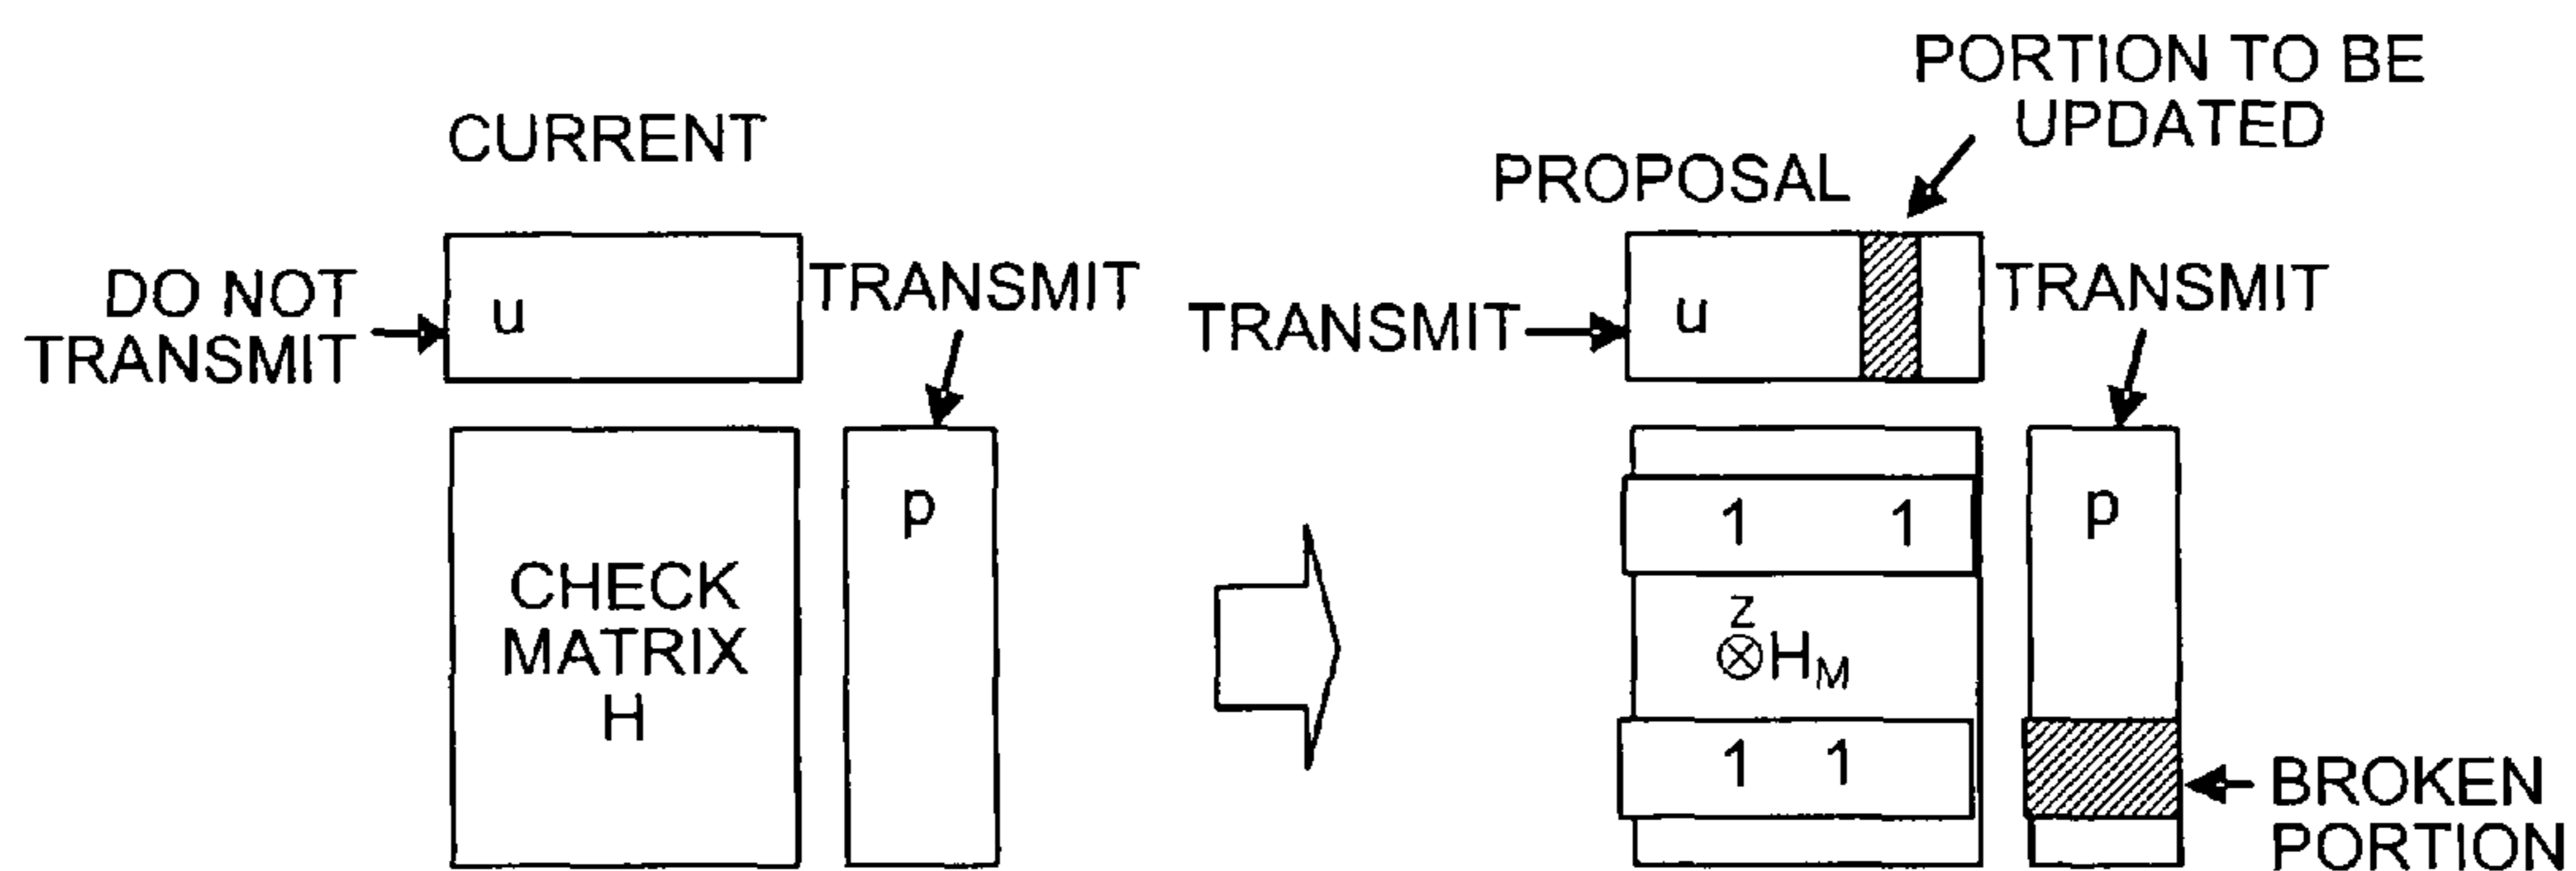 CURRENT
DO NOT
TRANSMIT
u
TRANSMIT
CHECK
MATRIX
H
p
PROPOSAL
PORTION TO BE
UPDATED
TRANSMIT
u
TRANSMIT
1 1
Z
⊗HM
1 1
p
BROKEN
PORTION